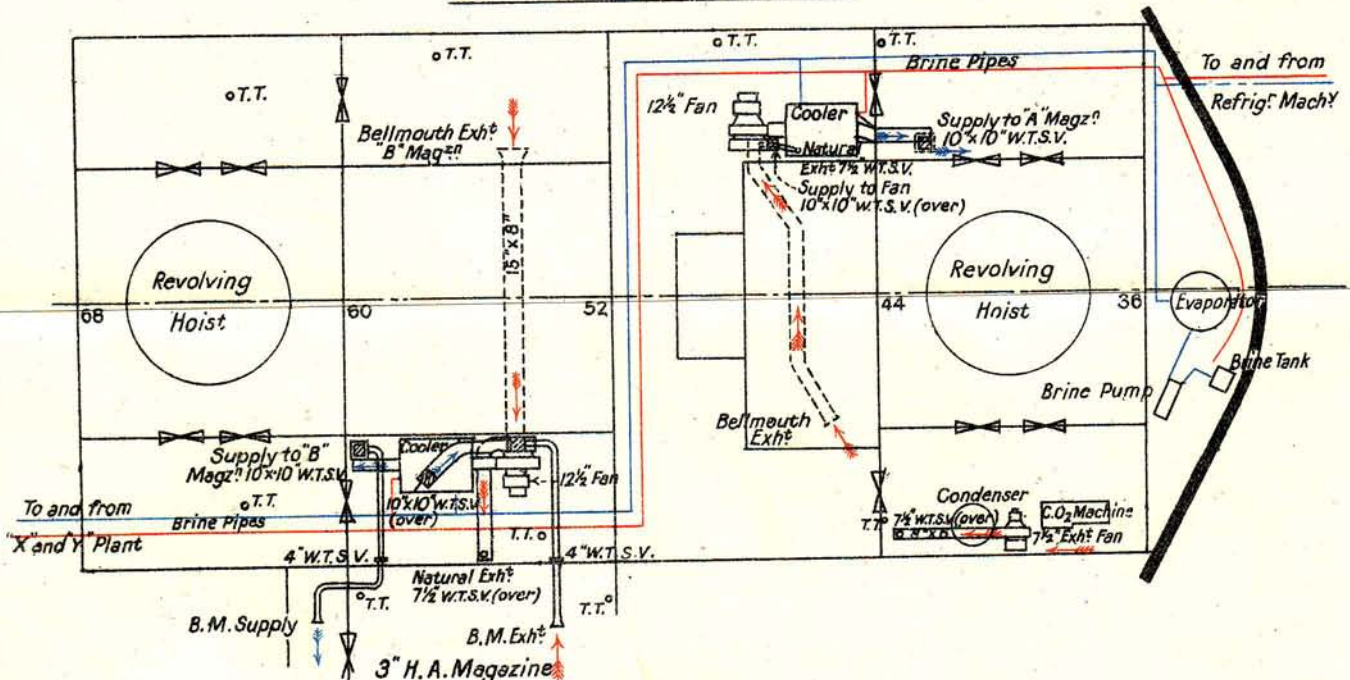 T.T.
T.T.
T.T.
T.T.
Brine Pipes
To and from
Refrigr Machy
12½" Fan
Cooler
Supply to "A" Magzn
10"x10" W.T.S.V.
Natural
Exht 7½" W.T.S.V.
Supply to Fan
10"x10" W.T.S.V. (over)
Bellmouth Exht
"B" Magzn
15" x 8"
Revolving
Hoist
Revolving
Hoist
68
60
52
44
36
Evaporator
Brine Tank
Brine Pump
Bellmouth
Exht
Supply to "B"
Magzn 10"x10" W.T.S.V.
Cooler
12½" Fan
10"x10" W.T.S.V.
(over)
T.T.
To and from
Brine Pipes
"X" and "Y" Plant
T.T.
4" W.T.S.V.
4" W.T.S.V.
Natural Exht
7½" W.T.S.V. (over)
T.T.
T.T.
B.M. Supply
B.M. Exht
3" H.A. Magazine
Condenser
C.O2 Machine
T.T.
7½" W.T.S.V. (over)
7½" Exht Fan